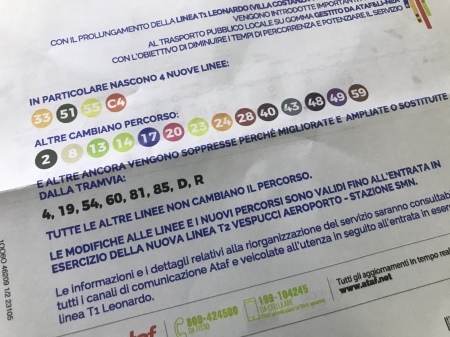 CON IL PROLUNGAMENTO DELLA LINEA T1 LEONARDO (VILLA COSTANZA
VENGONO INTRODOTTE IMPORTANTI
AL TRASPORTO PUBBLICO LOCALE SU GOMMA GESTITO DA ATAF&LI-NEA
CON L'OBIETTIVO DI DIMINUIRE I TEMPI DI PERCORRENZA E POTENZIARE IL SERVIZIO
IN PARTICOLARE NASCONO 4 NUOVE LINEE:
33 51 55 C4
ALTRE CAMBIANO PERCORSO:
2 8 13 14 17 20 23 24 28 40 43 48 49 59
E ALTRE ANCORA VENGONO SOPPRESSE PERCHÉ MIGLIORATE E AMPLIATE O SOSTITUITE
DALLA TRAMVIA:
4, 19, 54, 60, 81, 85, D, R
TUTTE LE ALTRE LINEE NON CAMBIANO IL PERCORSO.
LE MODIFICHE ALLE LINEE E I NUOVI PERCORSI SONO VALIDI FINO ALL'ENTRATA IN
ESERCIZIO DELLA NUOVA LINEA T2 VESPUCCI AEROPORTO - STAZIONE SMN.
Le informazioni e i dettagli relativi alla riorganizzazione del servizio saranno consultab
tutti i canali di comunicazione Ataf e veicolate all'utenza in seguito all'entrata in eser
linea T1 Leonardo.
800-424500
199-104245
Tutti gli aggiornamenti in tempo real
www.ataf.net